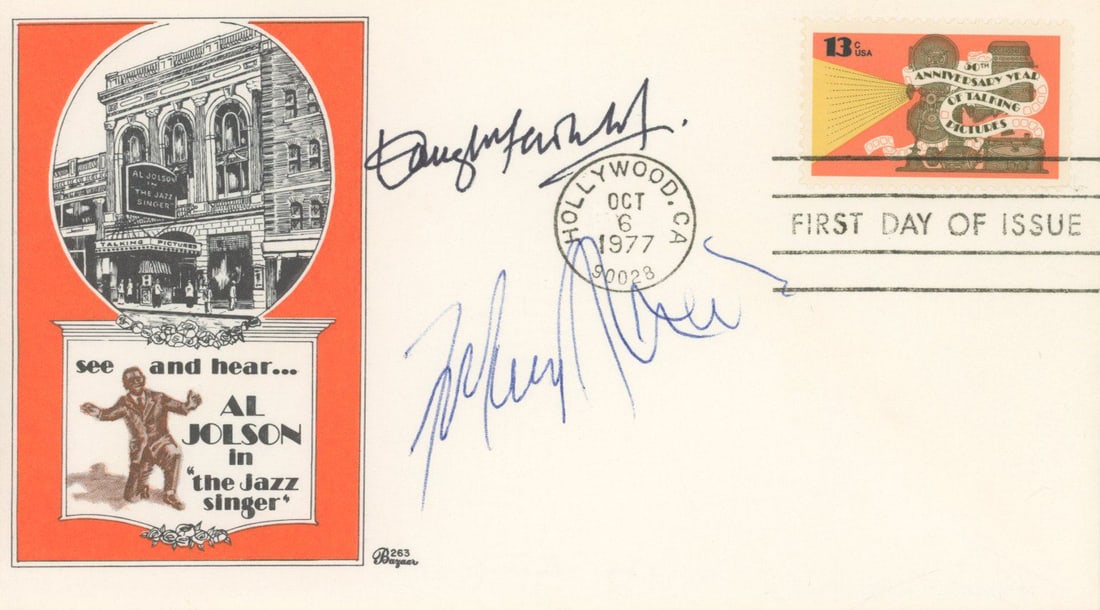 AL JOLSON
IN
"THE JAZZ
SINGER"
TALKING PICTURES
see and hear...
AL
JOLSON
in
"the Jazz
singer"
263
Bazaar
HOLLYWOOD, CA
OCT
6
1977
90028
13c
USA
50TH
ANNIVERSARY YEAR
OF TALKING
PICTURES
FIRST DAY OF ISSUE